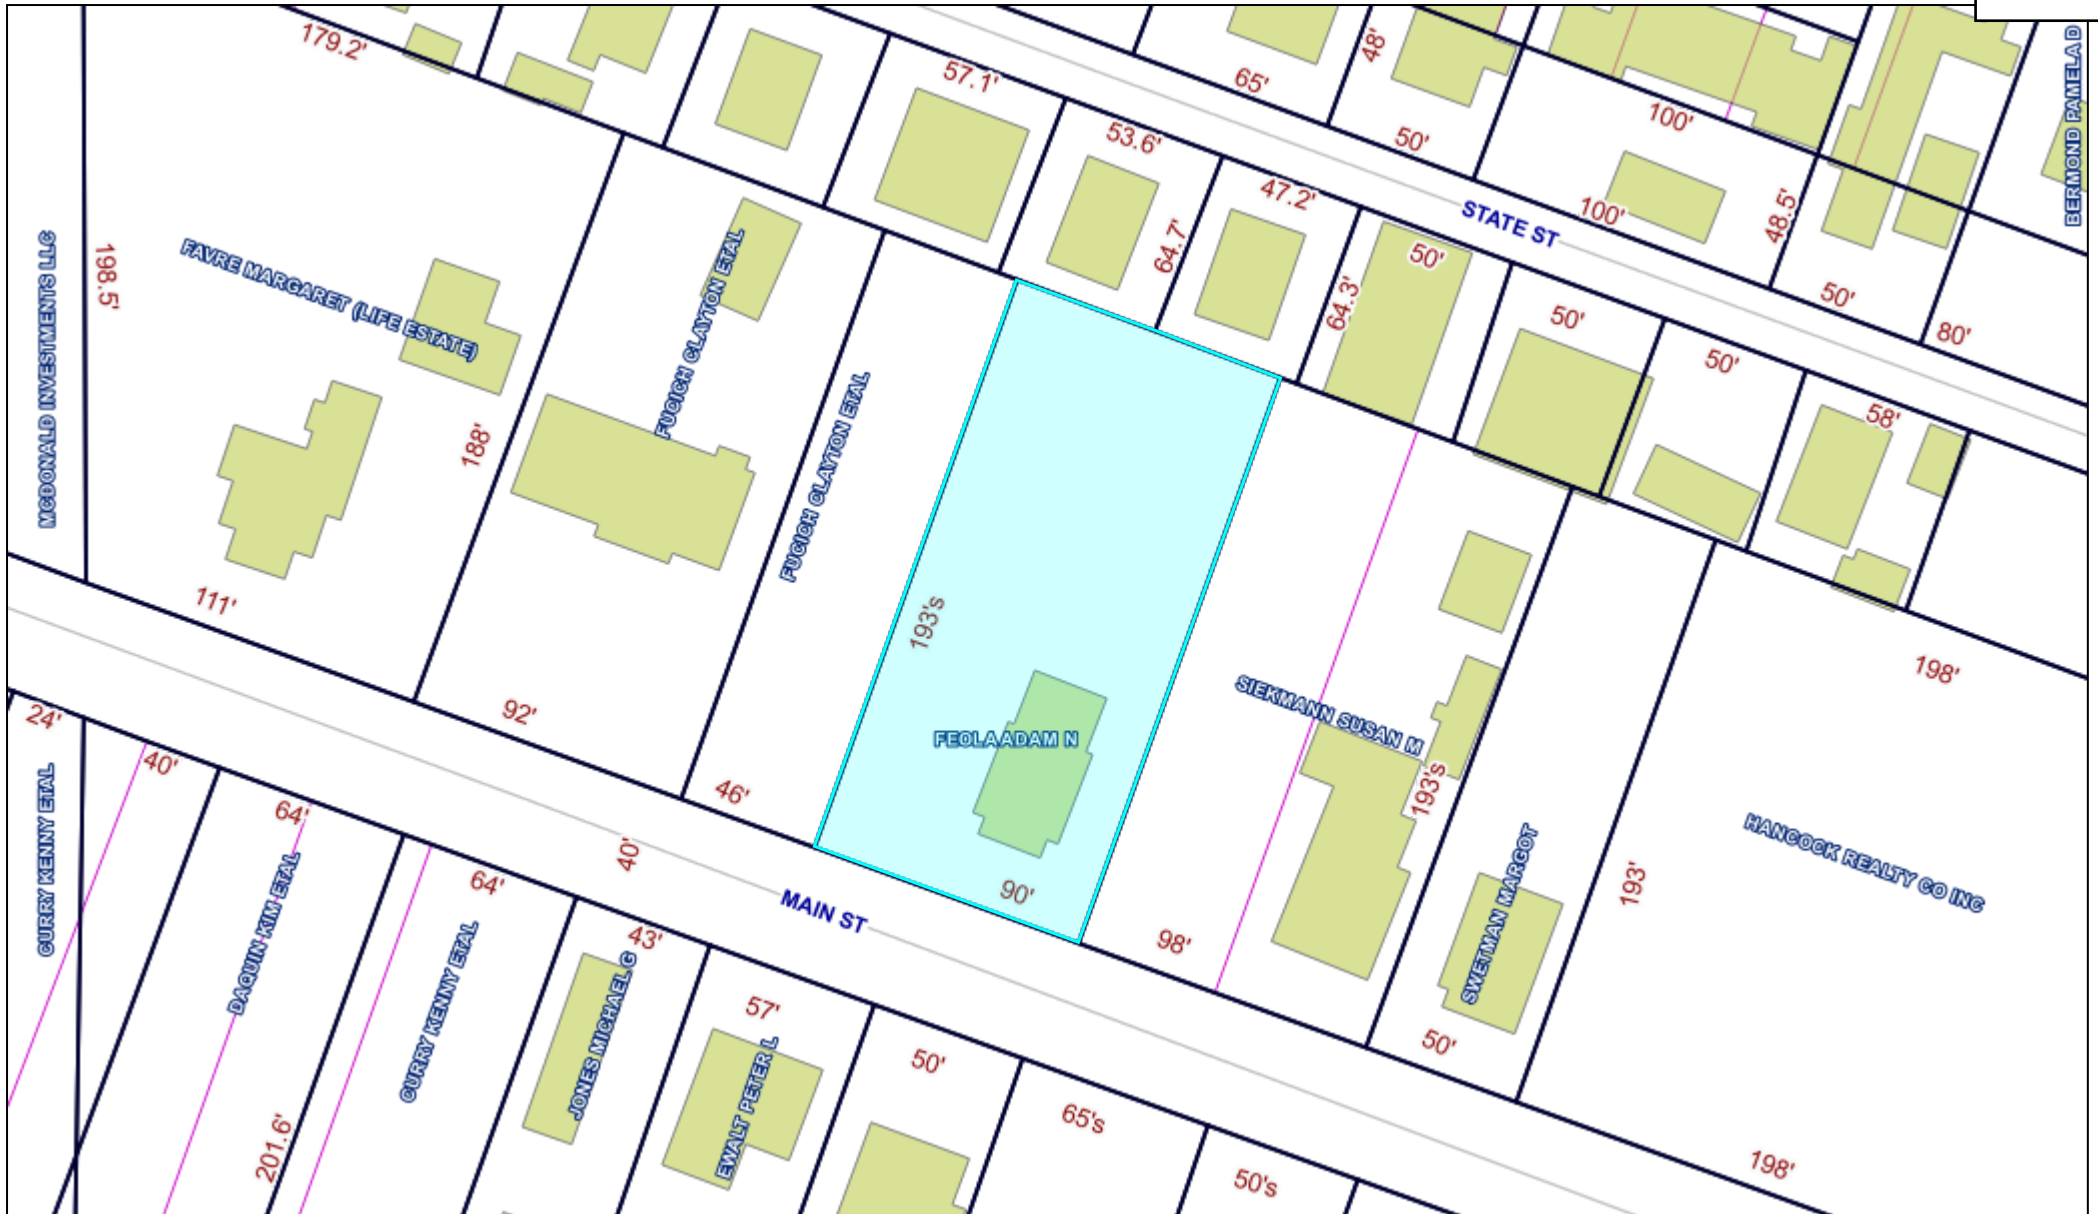 179.2'
57.1'
65'
48'
100'
BERMOND PAMELA D
53.6'
50'
47.2'
STATE ST
100'
48.5'
MCDONALD INVESTMENTS LLC
198.5'
FAVRE MARGARET (LIFE ESTATE)
FUCICH CLAYTON ETAL
64.7'
64.3'
50'
50'
50'
80'
50'
58'
188'
FUCICH CLAYTON ETAL
111'
193's
92'
46'
FEOLA ADAM N
90'
SIEKMANN SUSAN M
193's
198'
24'
40'
64'
64'
40'
MAIN ST
98'
193'
HANCOCK REALTY CO INC
SWETMAN MARGOT
CURRY KENNY ETAL
DAQUIN KIM ETAL
CURRY KENNY ETAL
43'
JONES MICHAEL G
57'
EWALT PETER L
50'
65's
50'
201.6'
50's
198'